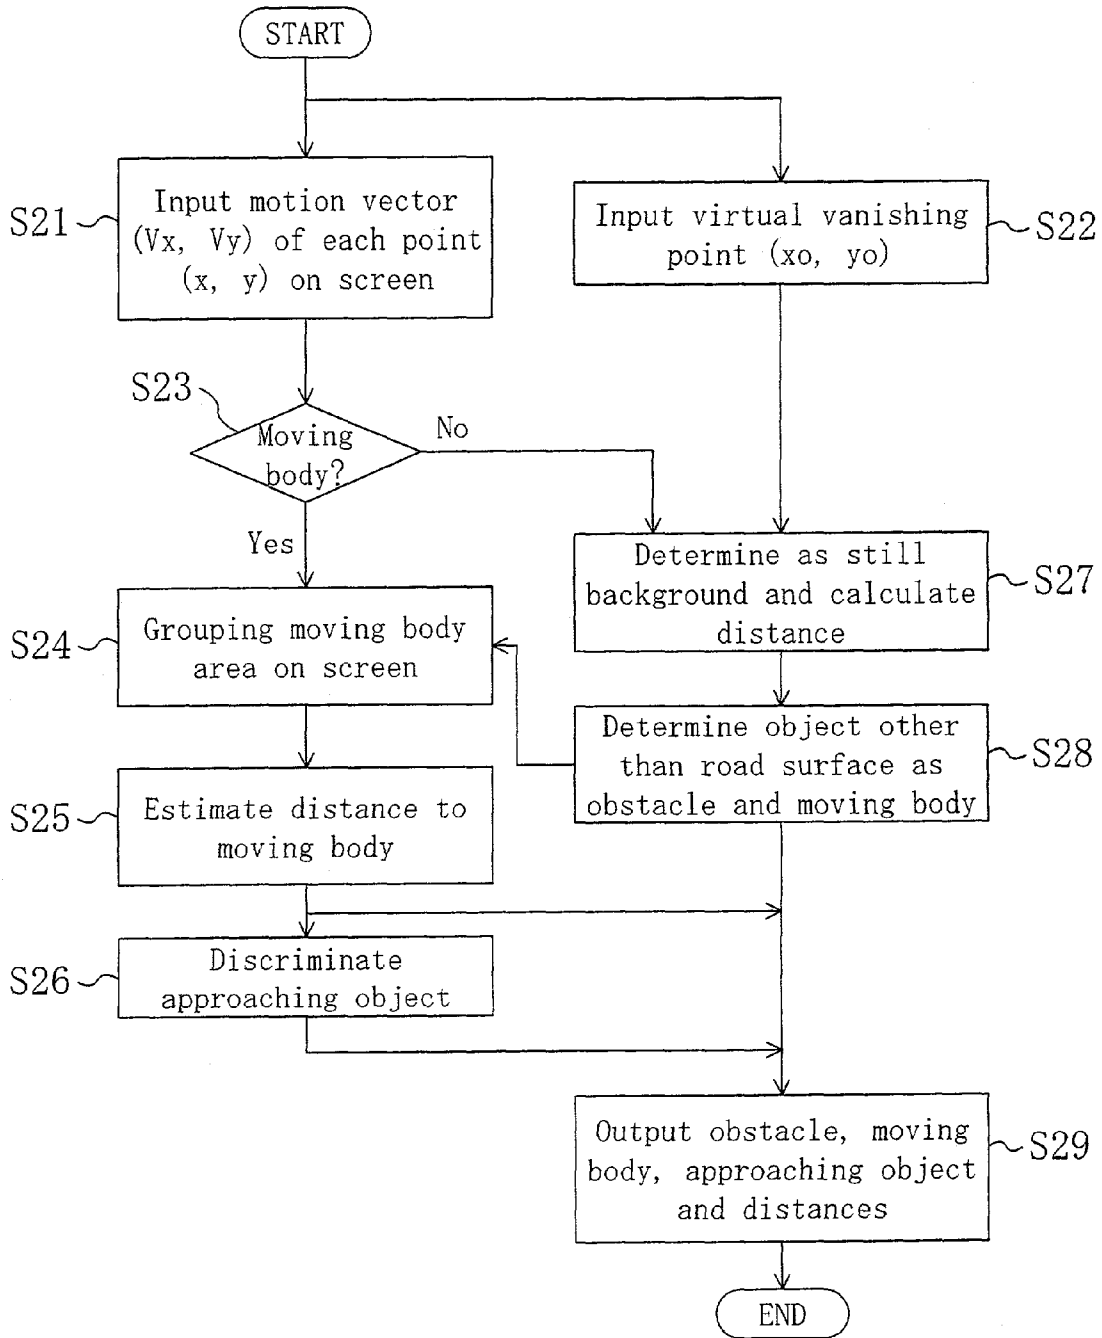 START
S21
Input motion vector
(Vx, Vy) of each point
(x, y) on screen
Input virtual vanishing
point (xo, yo)
S22
S23
Moving
body?
No
Yes
Determine as still
background and calculate
distance
S27
S24
Grouping moving body
area on screen
Determine object other
than road surface as
obstacle and moving body
S28
S25
Estimate distance to
moving body
S26
Discriminate
approaching object
Output obstacle, moving
body, approaching object
and distances
S29
END